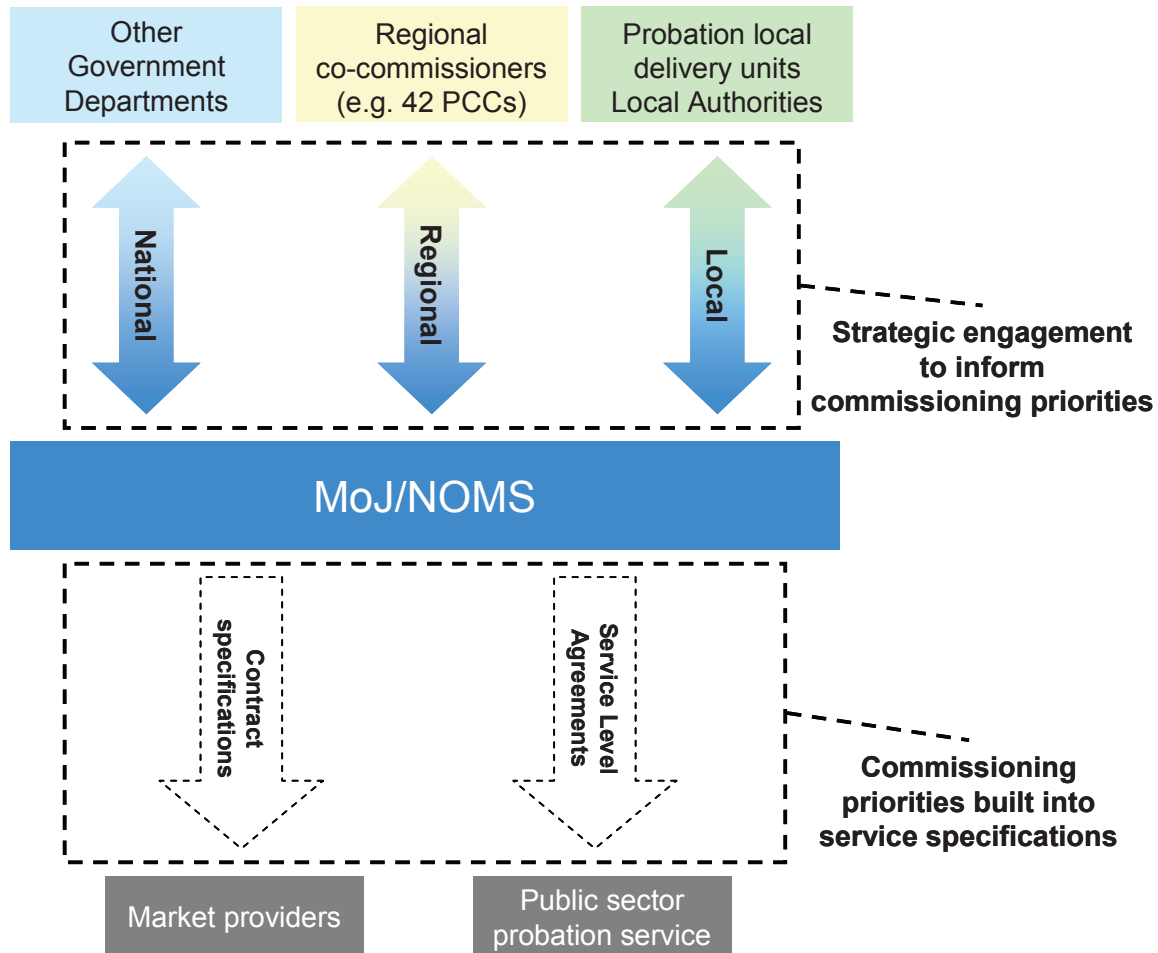 Other
Government
Departments
Regional
co-commissioners
(e.g. 42 PCCs)
Probation local
delivery units
Local Authorities
National
Regional
Local
Strategic engagement
to inform
commissioning priorities
MoJ/NOMS
Contract
specifications
Service Level
Agreements
Commissioning
priorities built into
service specifications
Market providers
Public sector
probation service